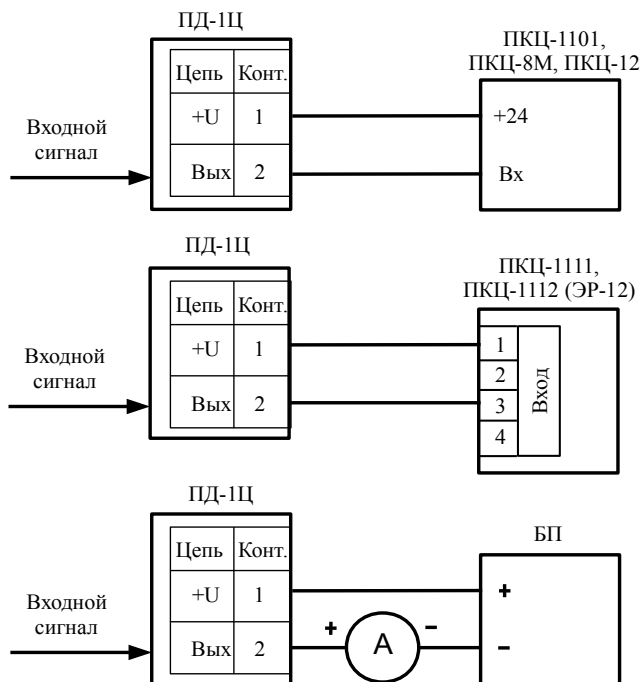 ПД-1Ц
Цепь Конт.
+U 1
Вых 2
Входной
сигнал
ПКЦ-1101,
ПКЦ-8М, ПКЦ-12
+24
Вх
ПД-1Ц
Цепь Конт.
+U 1
Вых 2
Входной
сигнал
ПКЦ-1111,
ПКЦ-1112 (ЭР-12)
1
2
3
4
Вход
ПД-1Ц
Цепь Конт.
+U 1
Вых 2
Входной
сигнал
+ А –
БП
+
–